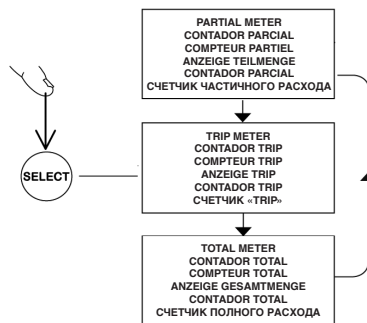 PARTIAL METER
CONTADOR PARCIAL
COMPTEUR PARTIEL
ANZEIGE TEILMENGE
CONTADOR PARCIAL
СЧЕТЧИК ЧАСТИЧНОГО РАСХОДА
SELECT
TRIP METER
CONTADOR TRIP
COMPTEUR TRIP
ANZEIGE TRIP
CONTADOR TRIP
СЧЕТЧИК «TRIP»
TOTAL METER
CONTADOR TOTAL
COMPTEUR TOTAL
ANZEIGE GESAMTMENGE
CONTADOR TOTAL
СЧЕТЧИК ПОЛНОГО РАСХОДА